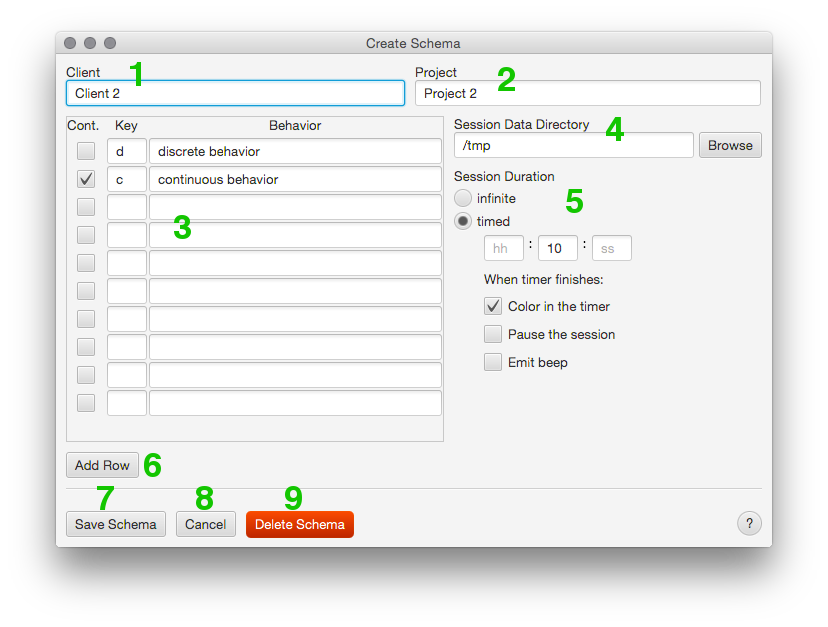 Create Schema
Client 1 Project 2
Client 2 Project 2
Cont. Key Behavior
d discrete behavior
c continuous behavior
3
Session Data Directory 4
/tmp Browse
Session Duration
infinite 5
timed
hh : 10 : ss
When timer finishes:
Color in the timer
Pause the session
Emit beep
Add Row 6
7 8 9
Save Schema Cancel Delete Schema ?